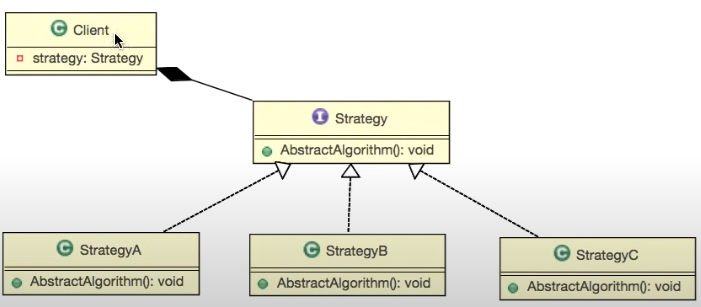 C Client
strategy: Strategy
I Strategy
AbstractAlgorithm(): void
C StrategyA
AbstractAlgorithm(): void
C StrategyB
AbstractAlgorithm(): void
C StrategyC
AbstractAlgorithm(): void